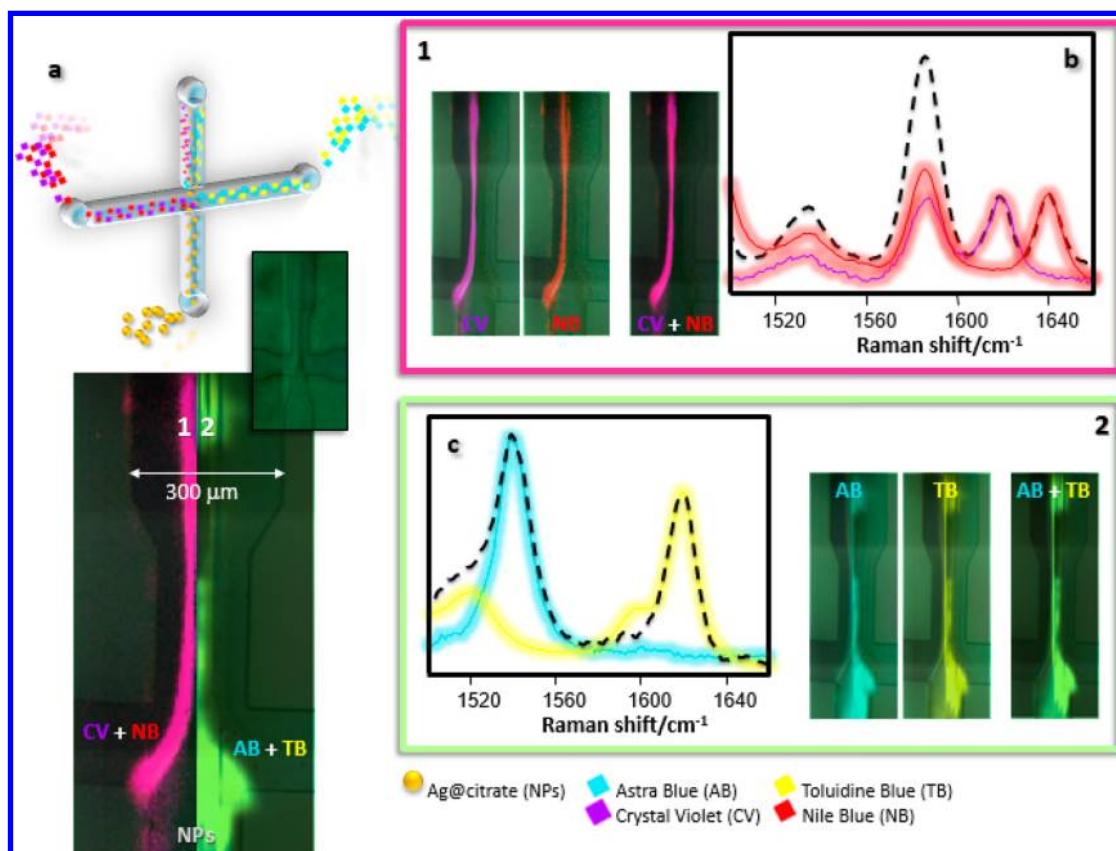 a
1 2
300 µm
CV + NB
AB + TB
NPs
1
CV
NB
CV + NB
b
1520 1560 1600 1640
Raman shift/cm-1
c
1520 1560 1600 1640
Raman shift/cm-1
2
AB
TB
AB + TB
Ag@citrate (NPs)
Astra Blue (AB)
Toluidine Blue (TB)
Crystal Violet (CV)
Nile Blue (NB)